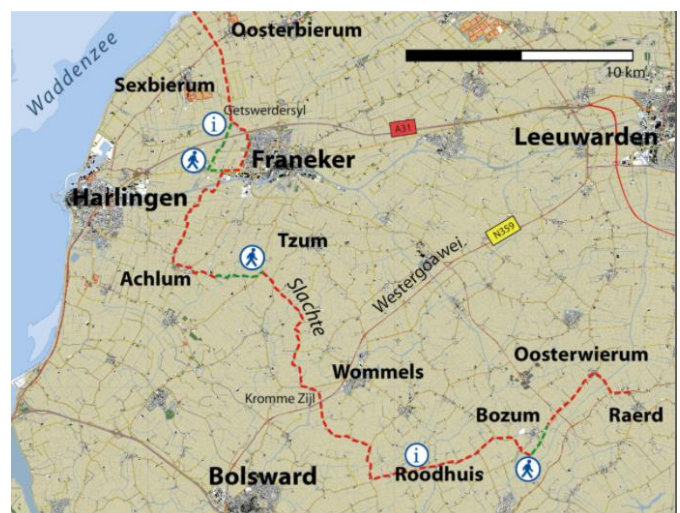 Oosterbierum
Waddenzee
10 km
Sexbierum
Getswerdersyl
i
A31
Leeuwarden
Franeker
Harlingen
N359
Tzum
Westergoawei
Achlum
Slachte
Oosterwierum
Wommels
Kromme Zijl
Bozum
Raerd
i
Roodhuis
Bolsward